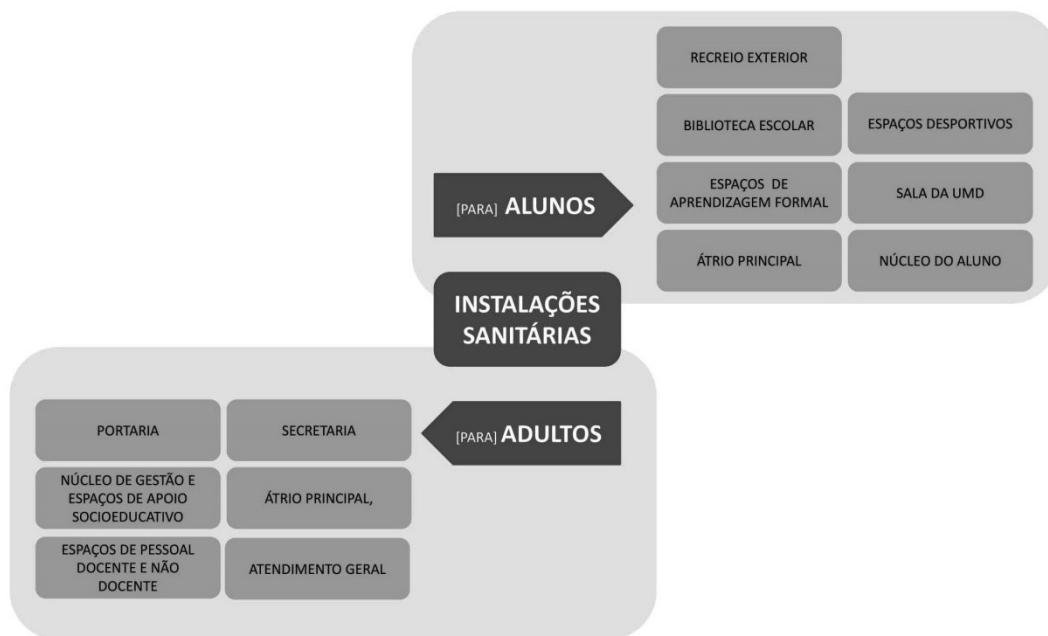 RECREIO EXTERIOR
BIBLIOTECA ESCOLAR
ESPAÇOS DESPORTIVOS
[PARA] ALUNOS
ESPAÇOS DE
APRENDIZAGEM FORMAL
SALA DA UMD
ÁTRIO PRINCIPAL
NÚCLEO DO ALUNO
INSTALAÇÕES
SANITÁRIAS
PORTARIA
SECRETARIA
[PARA] ADULTOS
NÚCLEO DE GESTÃO E
ESPAÇOS DE APOIO
SOCIOEDUCATIVO
ÁTRIO PRINCIPAL,
ESPAÇOS DE PESSOAL
DOCENTE E NÃO
DOCENTE
ATENDIMENTO GERAL